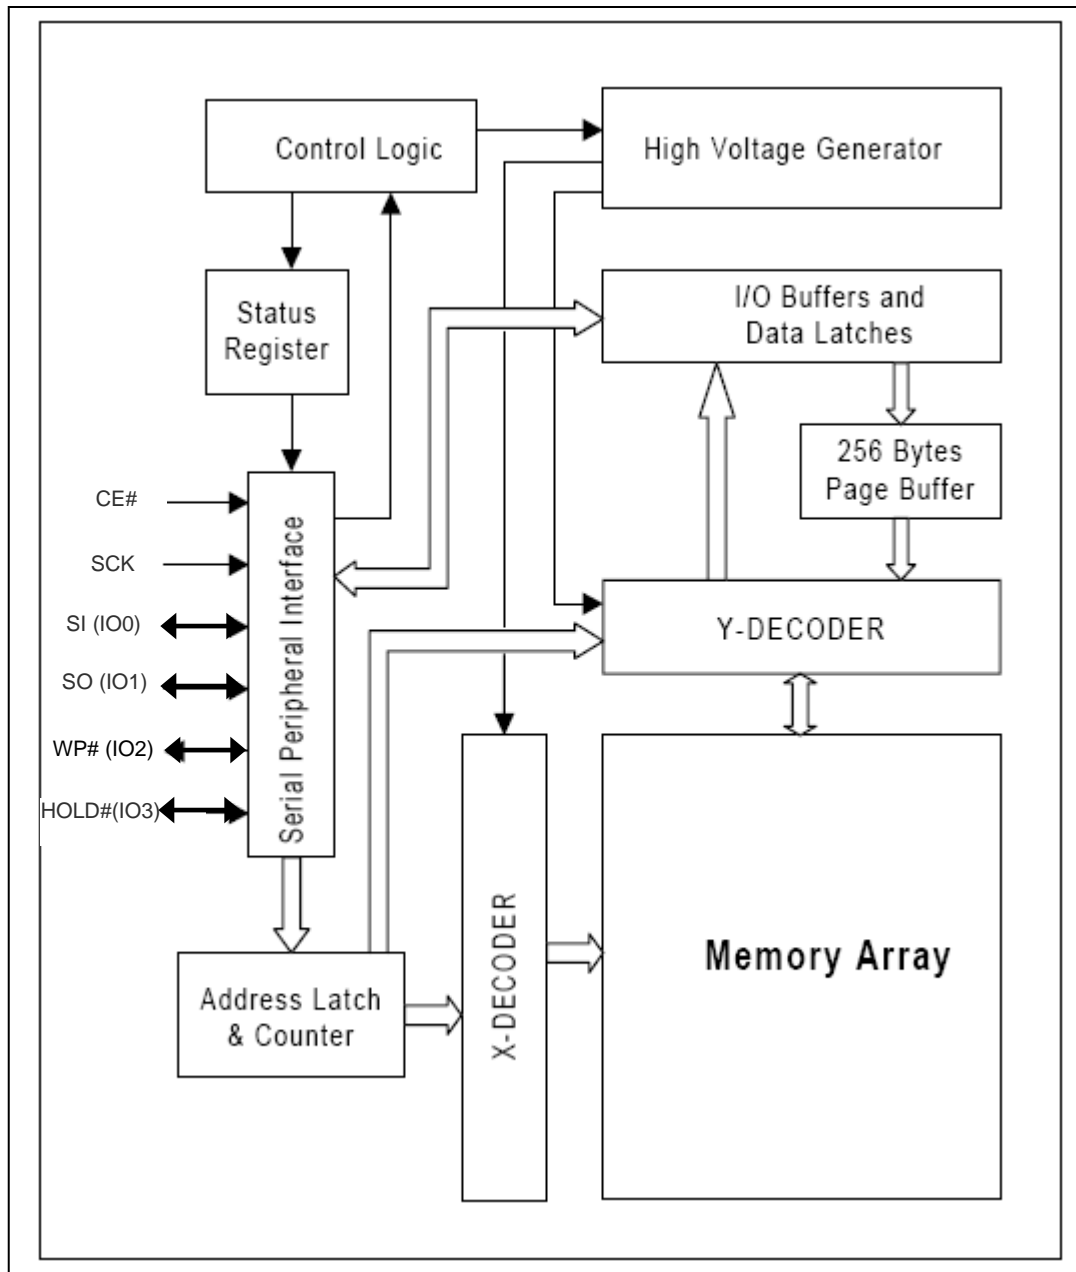 Control Logic
High Voltage Generator
Status
Register
I/O Buffers and
Data Latches
256 Bytes
Page Buffer
CE#
SCK
SI (IO0)
SO (IO1)
WP# (IO2)
HOLD#(IO3)
Serial Peripheral Interface
Y-DECODER
X-DECODER
Memory Array
Address Latch
& Counter